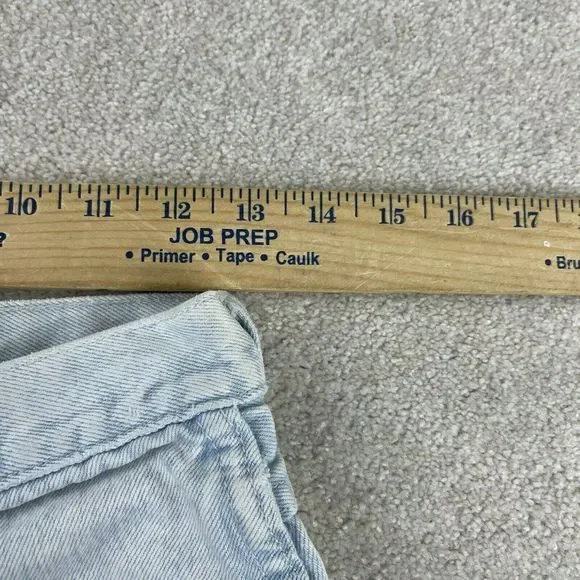 10 11 12 13 14 15 16 17
? JOB PREP
• Primer • Tape • Caulk • Bru